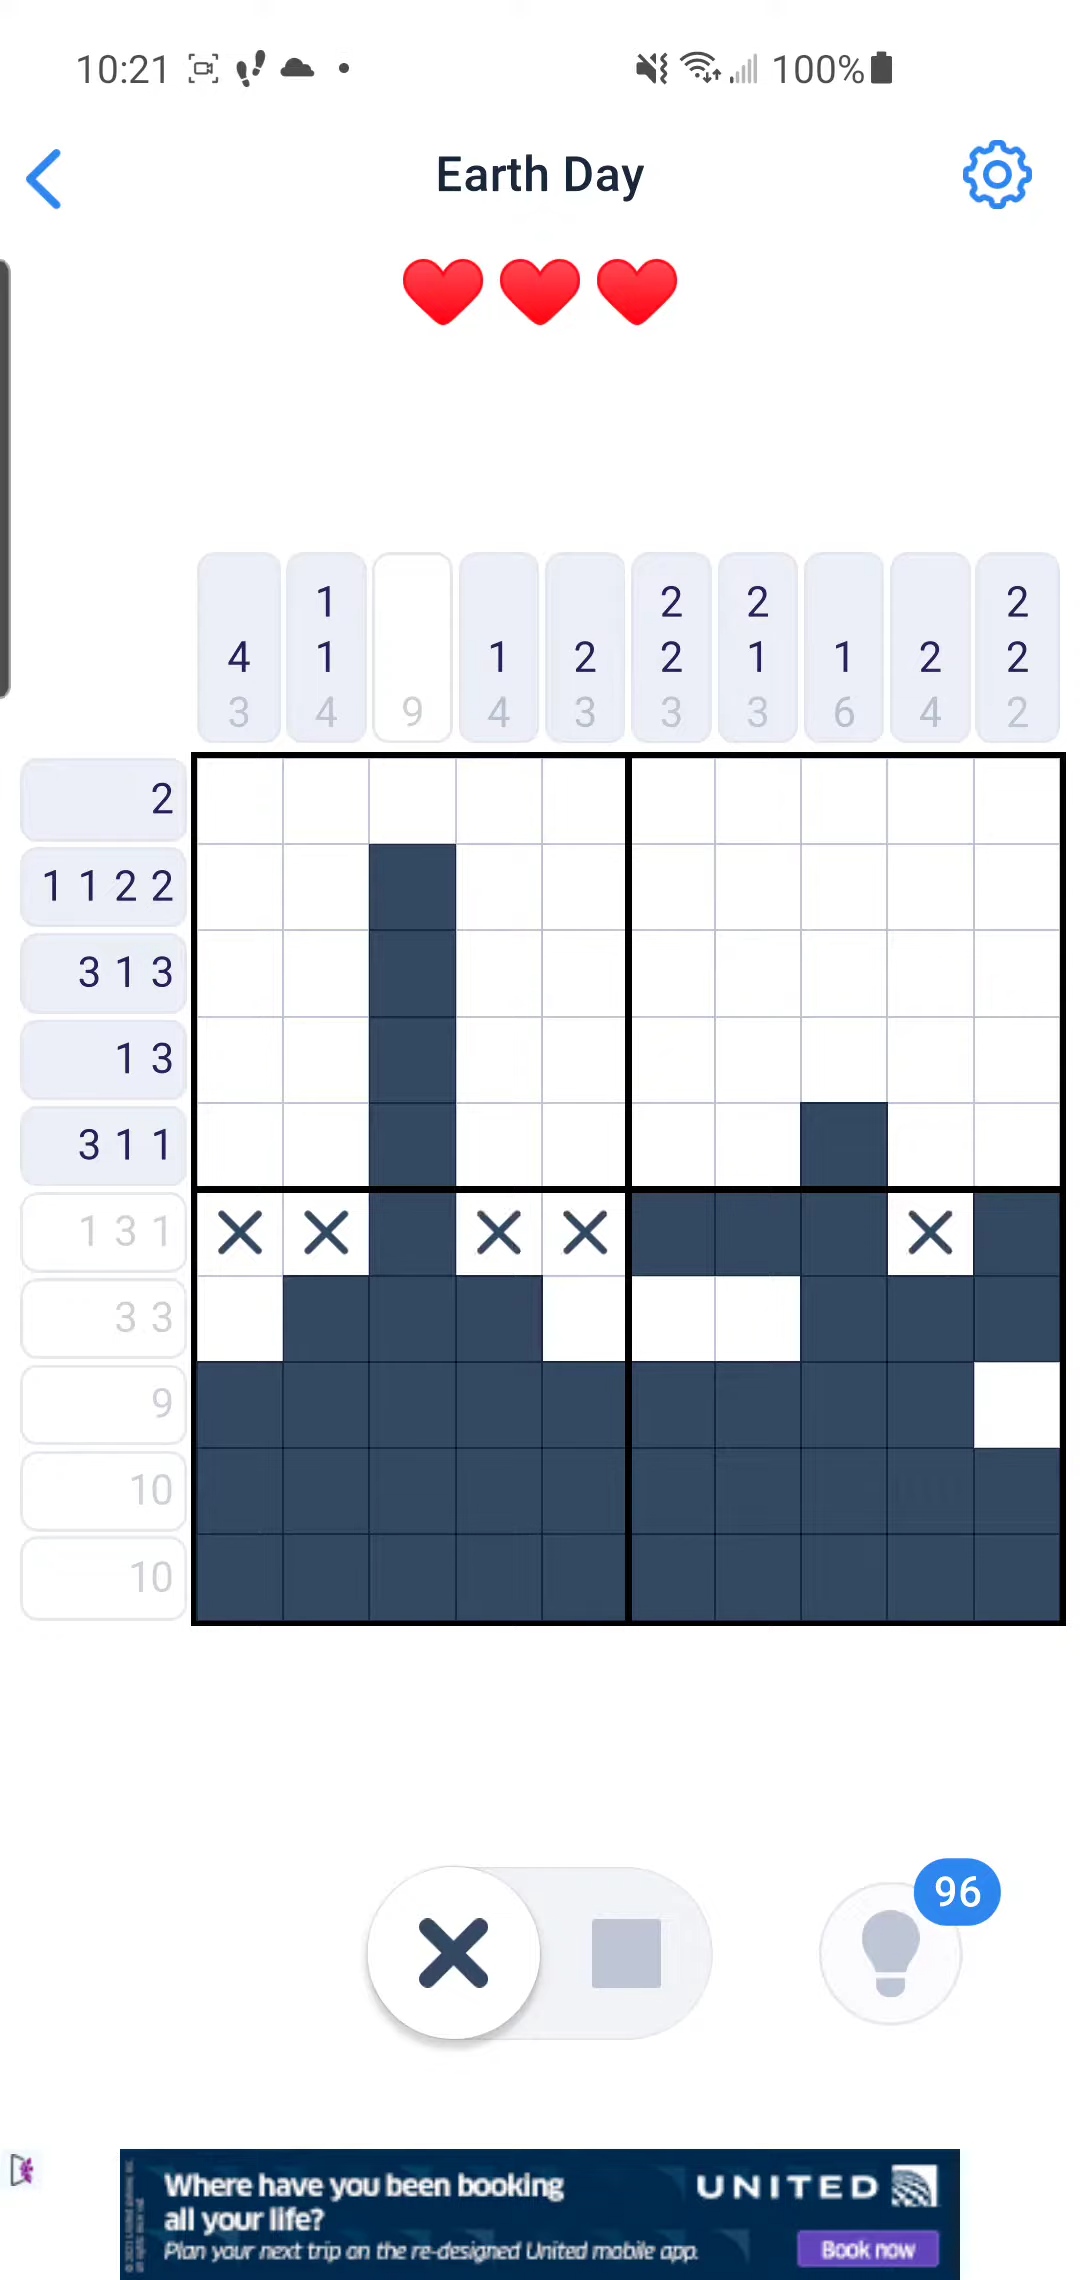 10:21 100%
Earth Day
1 2 2 2
4 1 1 2 2 1 1 2 2
3 4 9 4 3 3 3 6 4 2
2
1 1 2 2
3 1 3
1 3
3 1 1
1 3 1
3 3
9
10
10
96
Where have you been booking
all your life?
Plan your next trip on the re-designed United mobile app.
UNITED
Book now